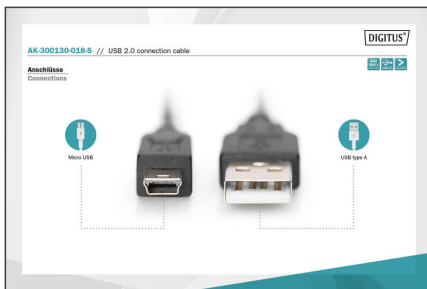 DIGITUS®
AK-300130-018-S // USB 2.0 connection cable
Anschlüsse
Connections
Micro USB
USB type A